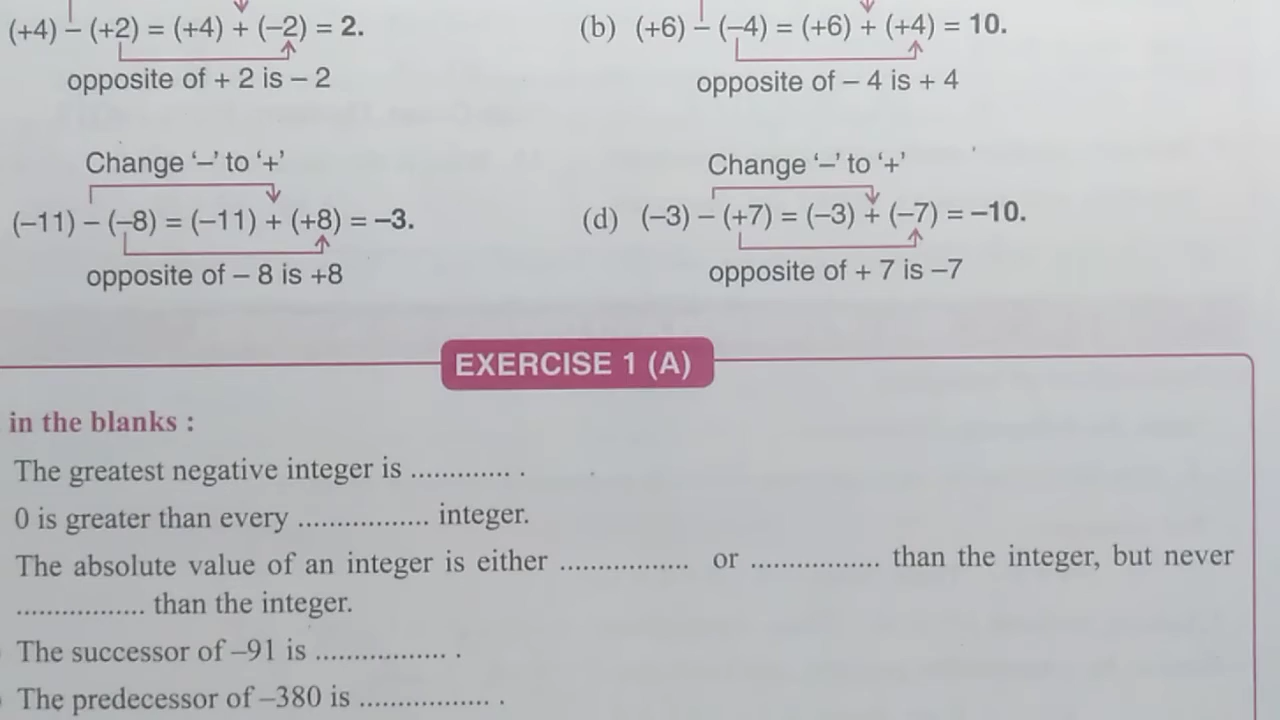 (+4) – (+2) = (+4) + (–2) = 2.
opposite of + 2 is – 2
(b) (+6) – (–4) = (+6) + (+4) = 10.
opposite of – 4 is + 4
Change ‘–’ to ‘+’
(–11) – (–8) = (–11) + (+8) = –3.
opposite of – 8 is +8
Change ‘–’ to ‘+’
(d) (–3) – (+7) = (–3) + (–7) = –10.
opposite of + 7 is –7
EXERCISE 1 (A)
in the blanks :
The greatest negative integer is ............. .
0 is greater than every ................. integer.
The absolute value of an integer is either ................. or ................. than the integer, but never
................. than the integer.
The successor of –91 is ................. .
The predecessor of –380 is ................. .